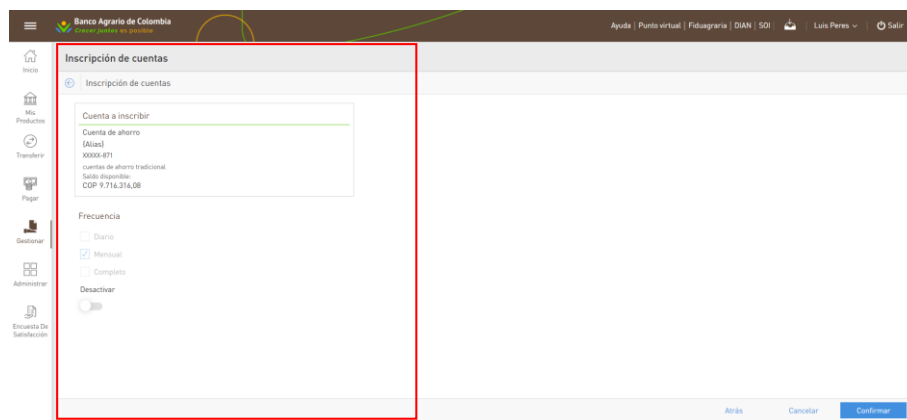 Banco Agrario de Colombia
Crecer juntos es posible
Ayuda | Punto virtual | Fiduagraria | DIAN | SOI | Luis Peres | Salir
Inicio
Mis
Productos
Transferir
Pagar
Gestionar
Administrar
Encuesta De
Satisfacción
Inscripción de cuentas
Inscripción de cuentas
Cuenta a inscribir
Cuenta de ahorro
(Alias)
XXXXX-871
cuentas de ahorro tradicional
Saldo disponible:
COP 9.716.316,08
Frecuencia
Diario
Mensual
Completo
Desactivar
Atrás Cancelar Confirmar